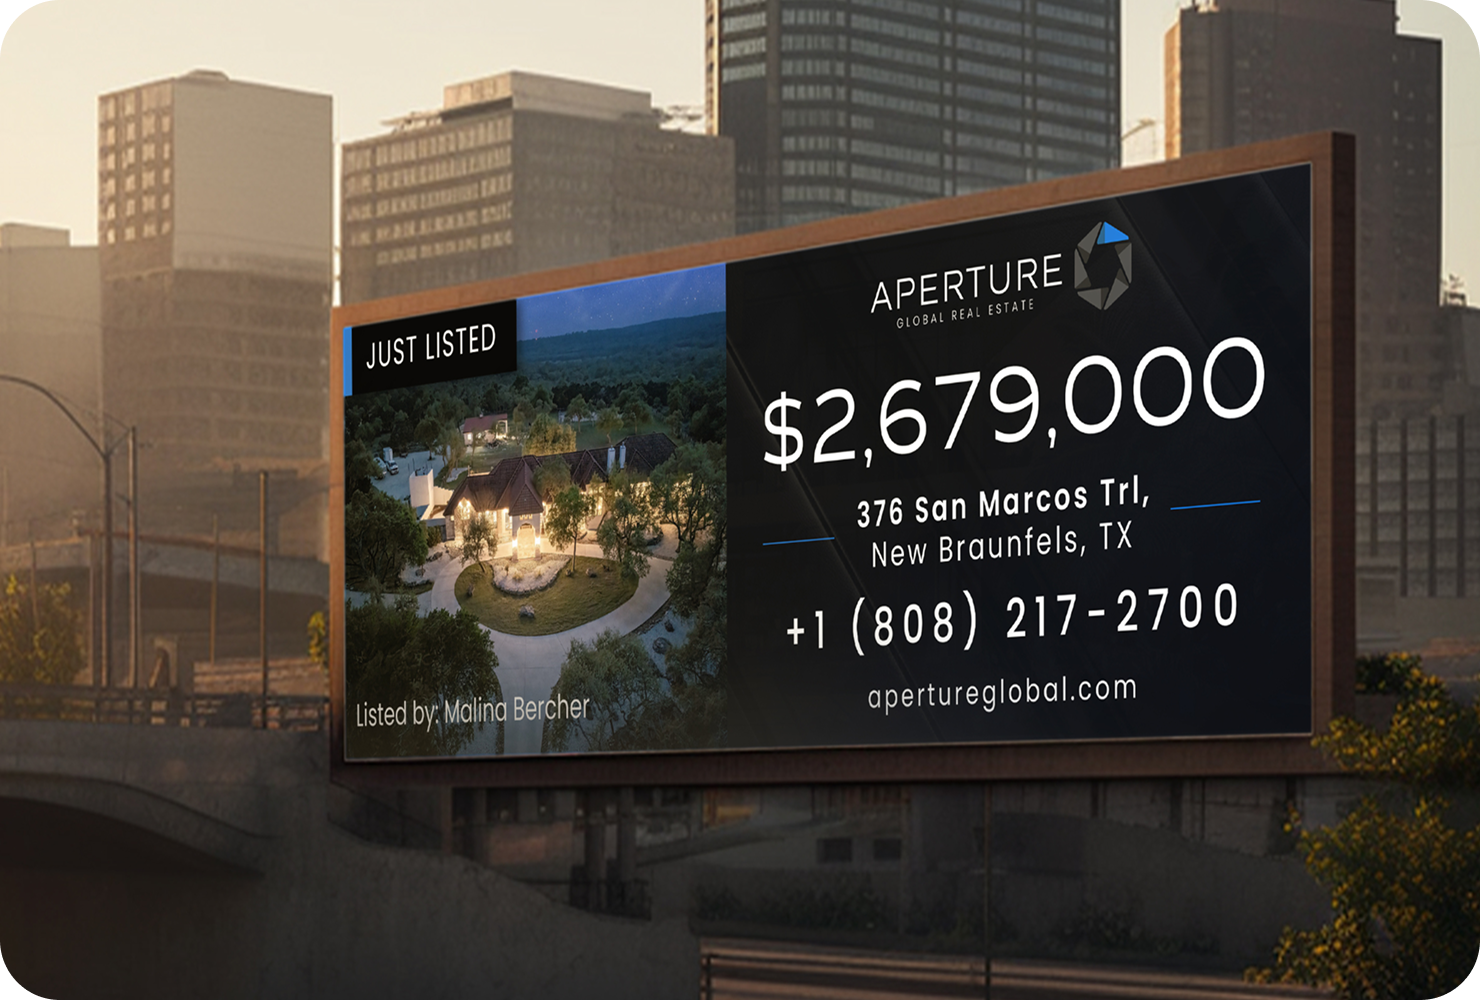 JUST LISTED
Listed by: Malina Bercher
APERTURE
GLOBAL REAL ESTATE
$2,679,000
376 San Marcos Trl,
New Braunfels, TX
+1 (808) 217-2700
apertureglobal.com